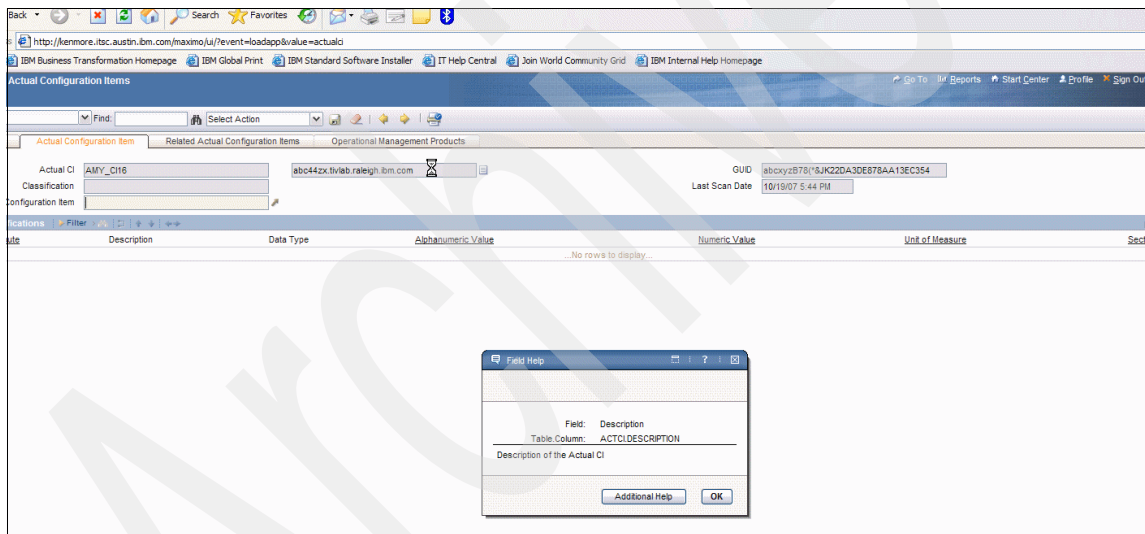 Back Search Favorites
http://kenmore.itsc.austin.ibm.com/maximo/ui/?event=loadapp&value=actualci
IBM Business Transformation Homepage IBM Global Print IBM Standard Software Installer IT Help Central Join World Community Grid IBM Internal Help Homepage
Actual Configuration Items Go To Reports Start Center Profile Sign Out
Find: Select Action
Actual Configuration Item Related Actual Configuration Items Operational Management Products
Actual CI AMY_CI16 abc44zx.tivlab.raleigh.ibm.com GUID abcxyzB78(*&JK22DA3DE878AA13EC354
Classification Last Scan Date 10/19/07 5:44 PM
Configuration Item
fications Filter
ute Description Data Type Alphanumeric Value Numeric Value Unit of Measure Sect
...No rows to display...
Field Help ?
Field: Description
Table.Column: ACTCI.DESCRIPTION
Description of the Actual CI
Additional Help OK
Archive